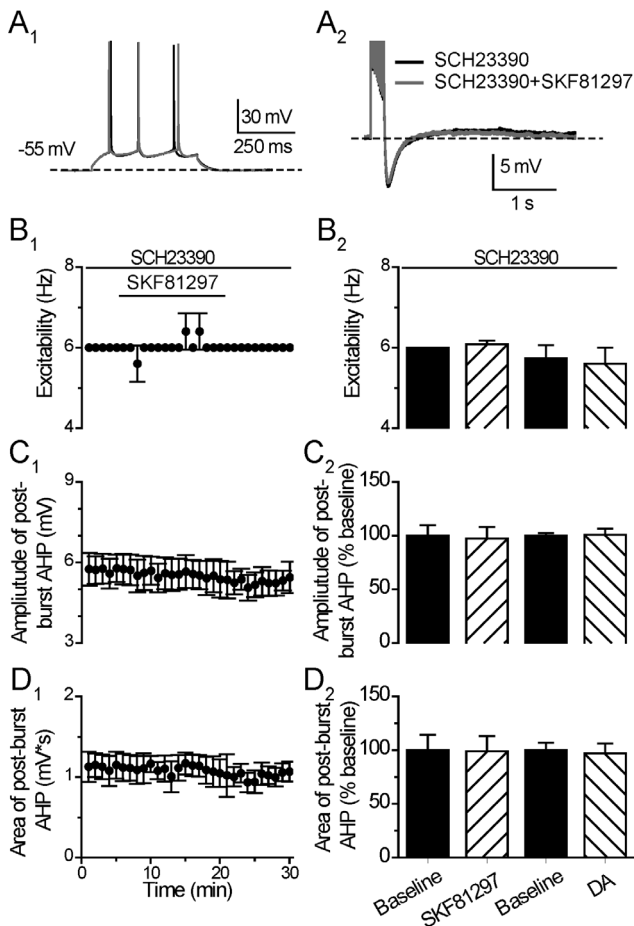 A1
30 mV
250 ms
-55 mV
A2
SCH23390
SCH23390+SKF81297
5 mV
1 s
B1
SCH23390
SKF81297
Excitability (Hz)
8
6
4
B2
SCH23390
Excitability (Hz)
8
6
4
C1
Ampliutude of post-
burst AHP (mV)
9
6
3
C2
Ampliutude of post-
burst AHP (% baseline)
150
100
50
0
D1
Area of post-burst
AHP (mV*s)
2
1
0
0
10
20
30
Time (min)
D2
Area of post-burst
AHP (% baseline)
150
100
50
0
Baseline
SKF81297
Baseline
DA